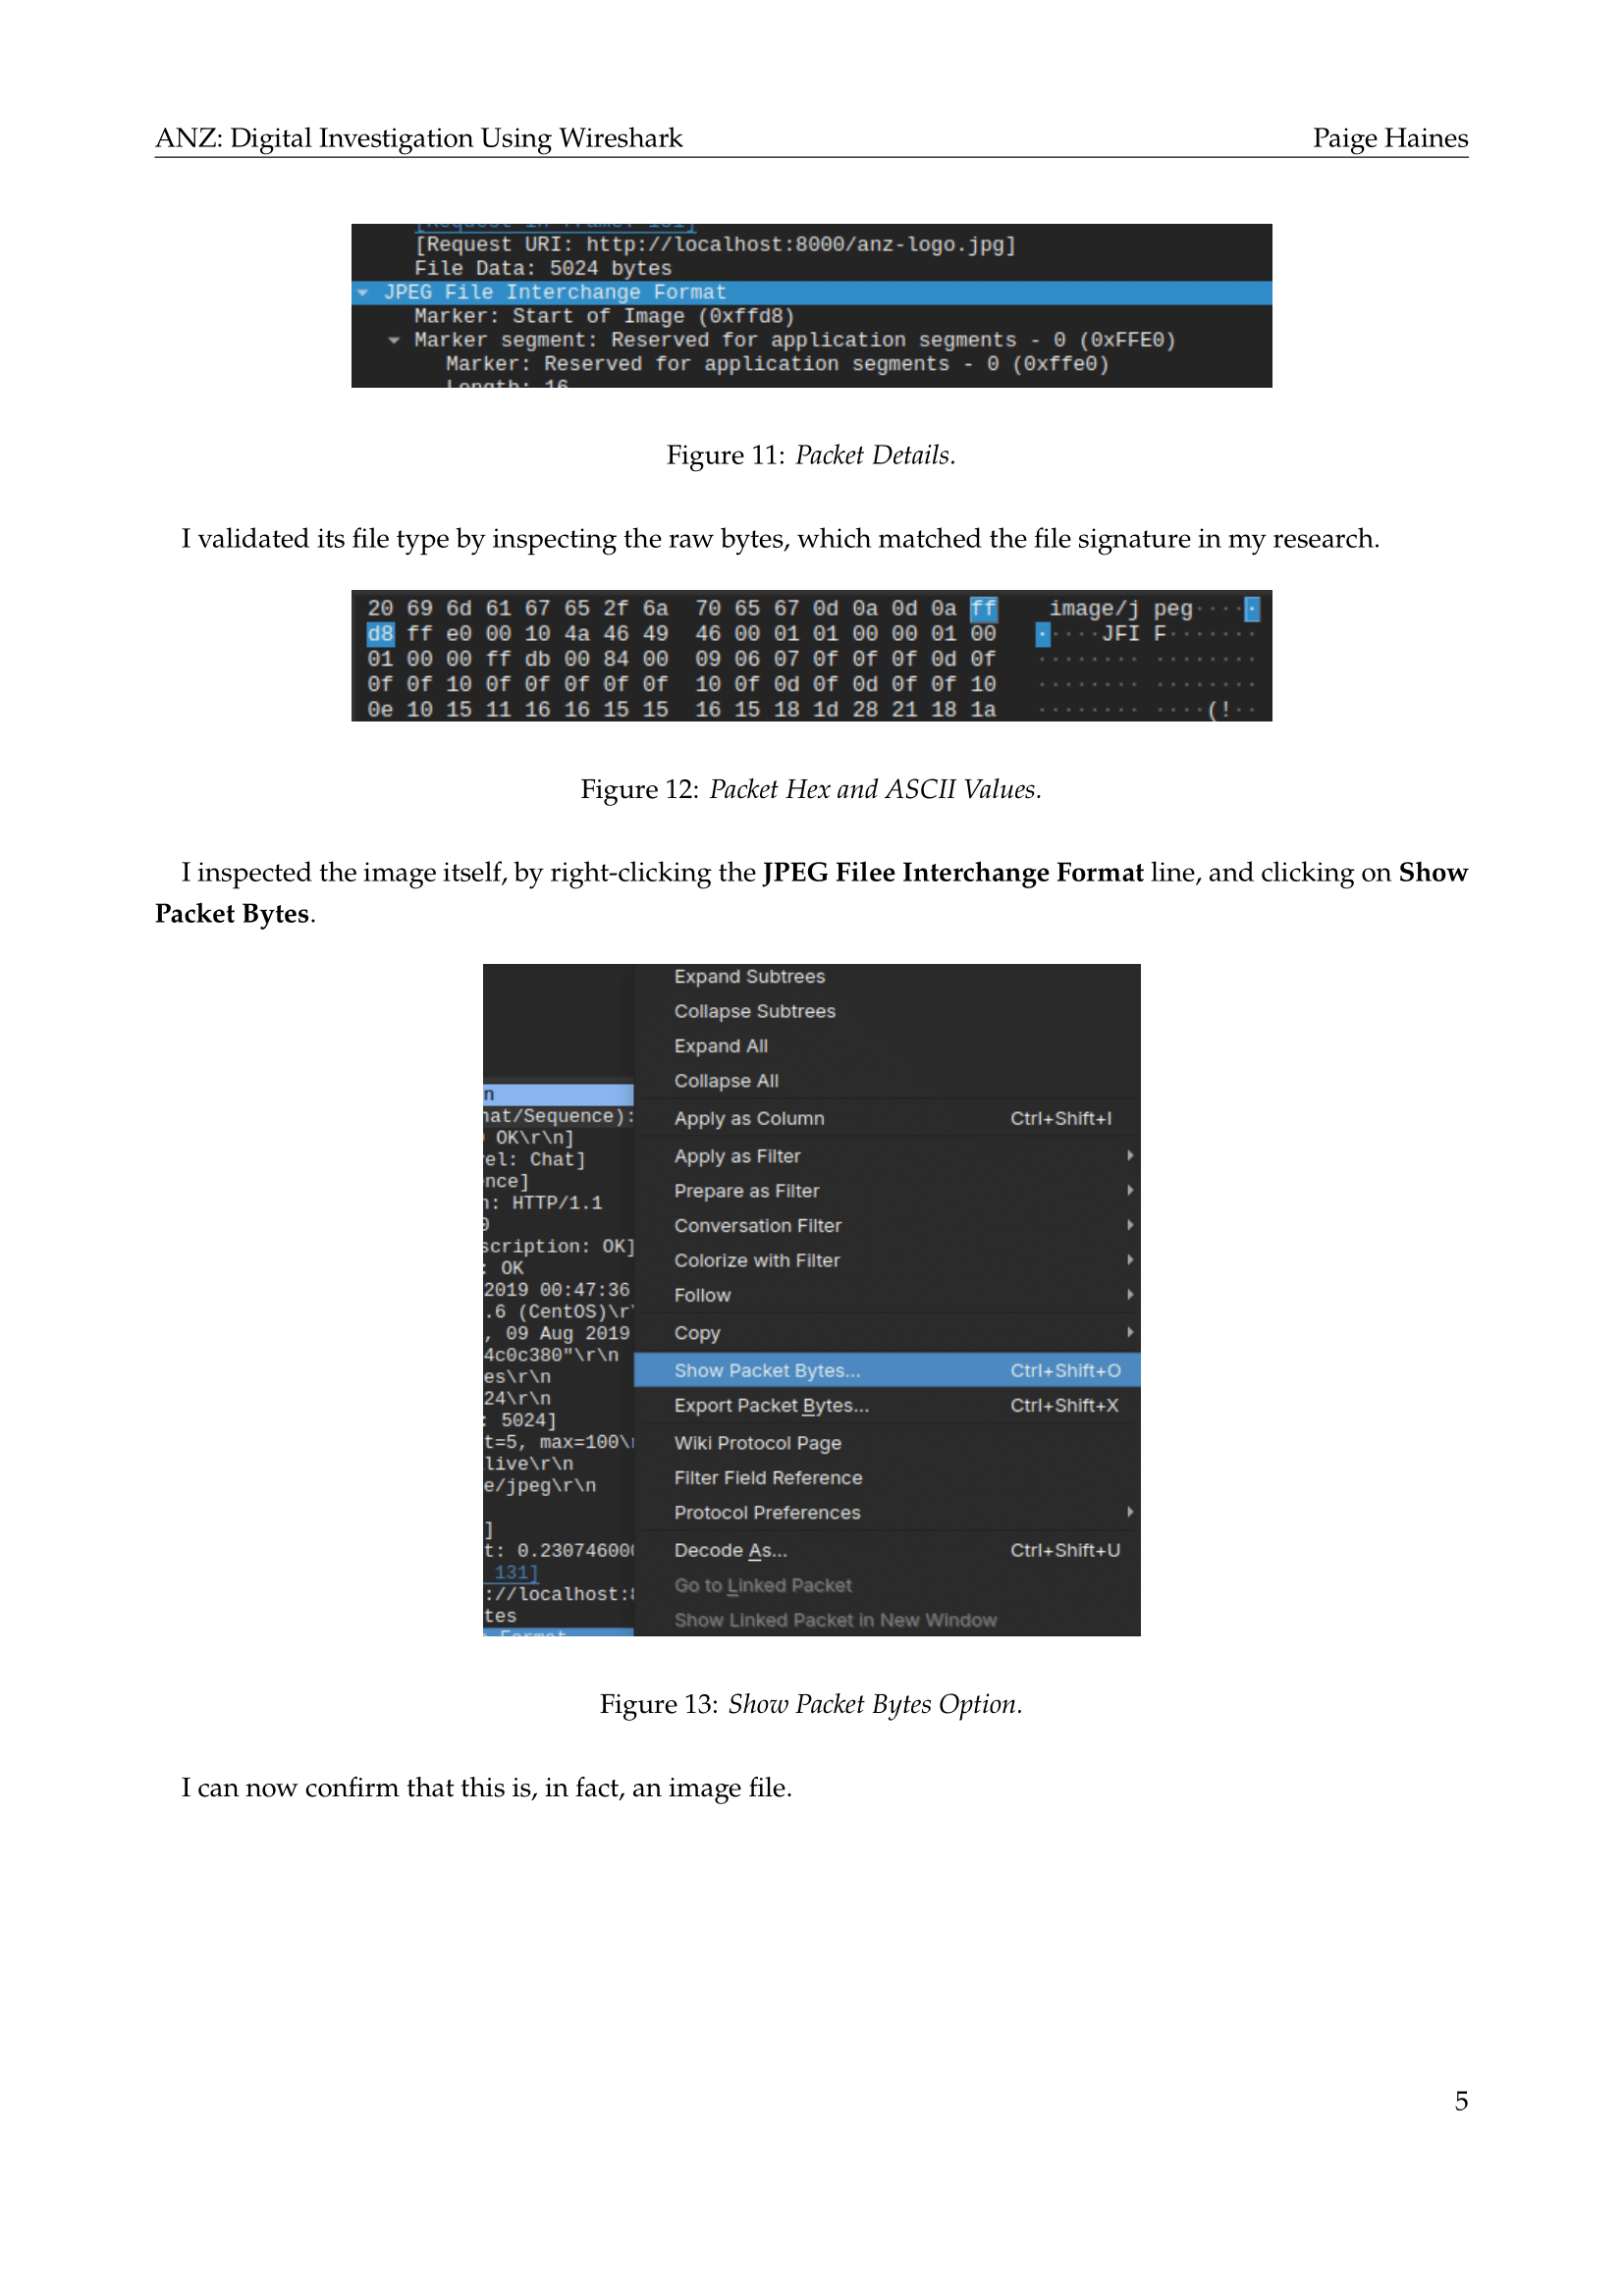 ANZ: Digital Investigation Using Wireshark Paige Haines
[Request in frame: 131]
[Request URI: http://localhost:8000/anz-logo.jpg]
File Data: 5024 bytes
JPEG File Interchange Format
Marker: Start of Image (0xffd8)
Marker segment: Reserved for application segments - 0 (0xFFE0)
Marker: Reserved for application segments - 0 (0xffe0)
Length: 16
Figure 11: Packet Details.
I validated its file type by inspecting the raw bytes, which matched the file signature in my research.
20 69 6d 61 67 65 2f 6a 70 65 67 0d 0a 0d 0a ff image/j peg·····
d8 ff e0 00 10 4a 46 49 46 00 01 01 00 00 01 00 ·····JFI F·······
01 00 00 ff db 00 84 00 09 06 07 0f 0f 0f 0d 0f ········ ········
0f 0f 10 0f 0f 0f 0f 0f 10 0f 0d 0f 0d 0f 0f 10 ········ ········
0e 10 15 11 16 16 15 15 16 15 18 1d 28 21 18 1a ········ ····(!··
Figure 12: Packet Hex and ASCII Values.
I inspected the image itself, by right-clicking the JPEG Filee Interchange Format line, and clicking on Show
Packet Bytes.
Expand Subtrees
Collapse Subtrees
Expand All
Collapse All
Apply as Column Ctrl+Shift+I
Apply as Filter
Prepare as Filter
Conversation Filter
Colorize with Filter
Follow
Copy
Show Packet Bytes... Ctrl+Shift+O
Export Packet Bytes... Ctrl+Shift+X
Wiki Protocol Page
Filter Field Reference
Protocol Preferences
Decode As... Ctrl+Shift+U
Go to Linked Packet
Show Linked Packet in New Window
n
hat/Sequence):
OK\r\n]
vel: Chat]
ence]
n: HTTP/1.1
0
scription: OK]
: OK
2019 00:47:36
.6 (CentOS)\r\
, 09 Aug 2019
4c0c380"\r\n
es\r\n
24\r\n
: 5024]
t=5, max=100\r
live\r\n
e/jpeg\r\n
]
t: 0.230746000
131]
://localhost:8
tes
e Format
Figure 13: Show Packet Bytes Option.
I can now confirm that this is, in fact, an image file.
5